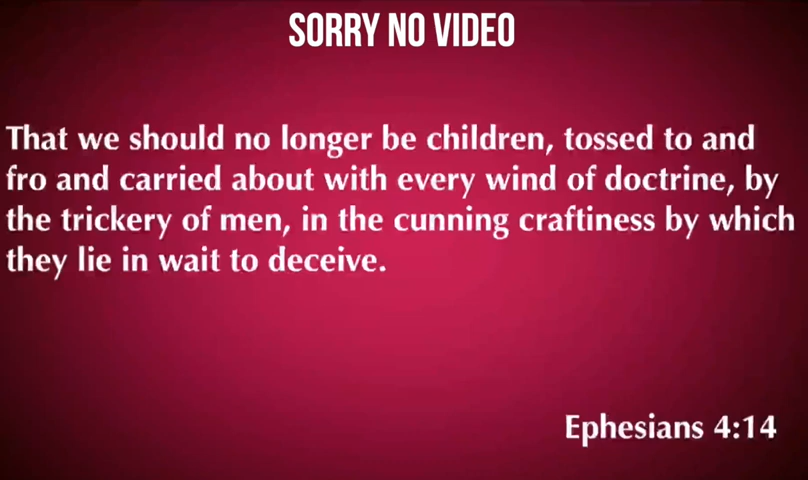 SORRY NO VIDEO
That we should no longer be children, tossed to and
fro and carried about with every wind of doctrine, by
the trickery of men, in the cunning craftiness by which
they lie in wait to deceive.
Ephesians 4:14